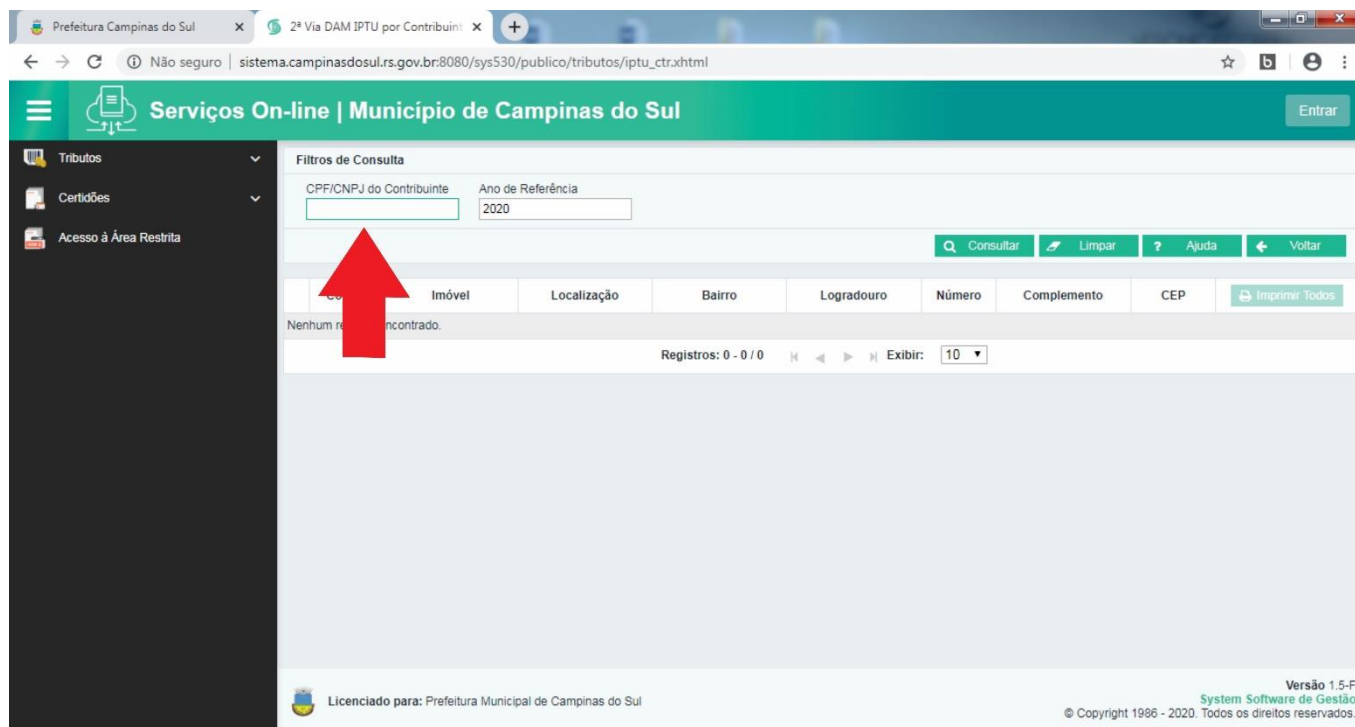 Prefeitura Campinas do Sul
2ª Via DAM IPTU por Contribuint
Não seguro | sistema.campinasdosul.rs.gov.br:8080/sys530/publico/tributos/iptu_ctr.xhtml
Serviços On-line | Município de Campinas do Sul
Entrar
Tributos
Certidões
Acesso à Área Restrita
Filtros de Consulta
CPF/CNPJ do Contribuinte Ano de Referência
2020
Consultar Limpar ? Ajuda Voltar
Imóvel Localização Bairro Logradouro Número Complemento CEP Imprimir Todos
Nenhum
Registros: 0 - 0 / 0 Exibir: 10
Licenciado para: Prefeitura Municipal de Campinas do Sul
Versão 1.5-F
System Software de Gestão
© Copyright 1986 - 2020. Todos os direitos reservados.